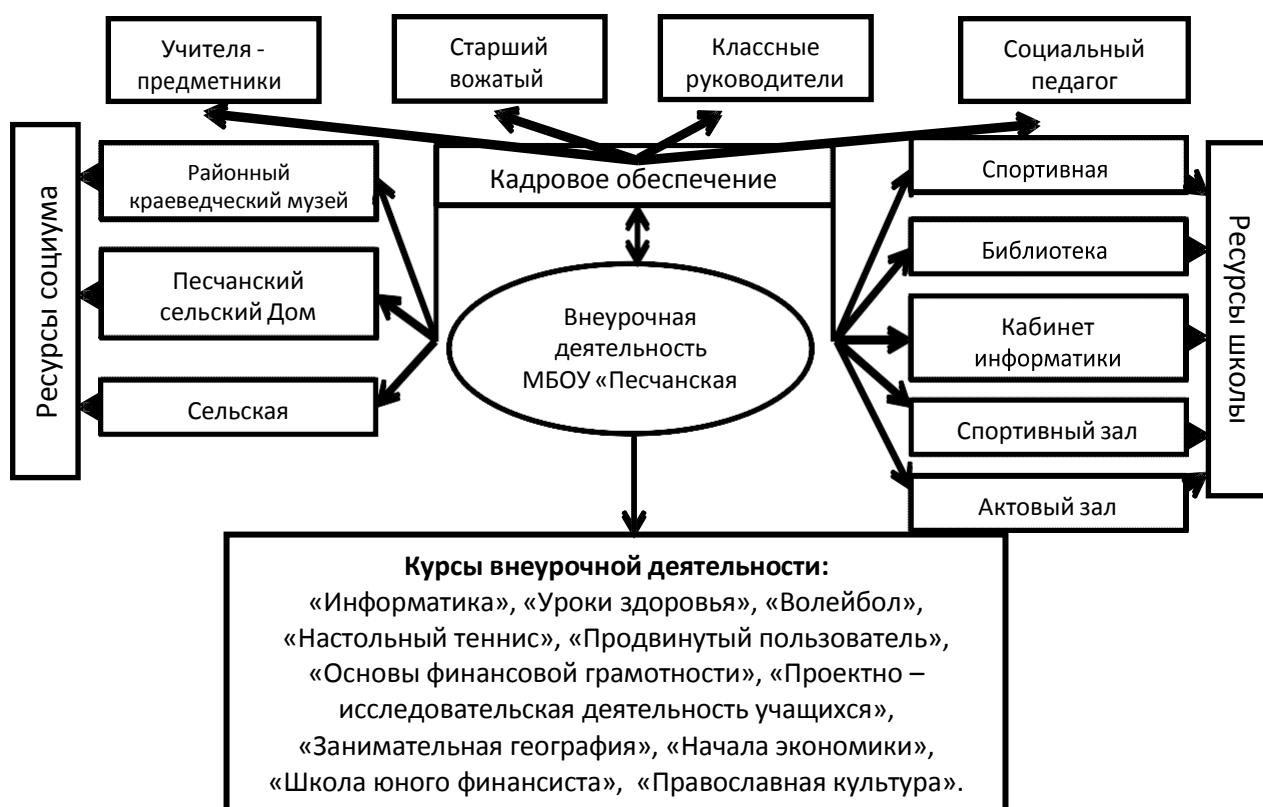 Учителя -
предметники
Старший
вожатый
Классные
руководители
Социальный
педагог
Ресурсы социума
Районный
краеведческий музей
Песчанский
сельский Дом
Сельская
Кадровое обеспечение
Внеурочная
деятельность
МБОУ «Песчанская
Спортивная
Библиотека
Кабинет
информатики
Спортивный зал
Актовый зал
Ресурсы школы
Курсы внеурочной деятельности:
«Информатика», «Уроки здоровья», «Волейбол»,
«Настольный теннис», «Продвинутый пользователь»,
«Основы финансовой грамотности», «Проектно –
исследовательская деятельность учащихся»,
«Занимательная география», «Начала экономики»,
«Школа юного финансиста», «Православная культура».